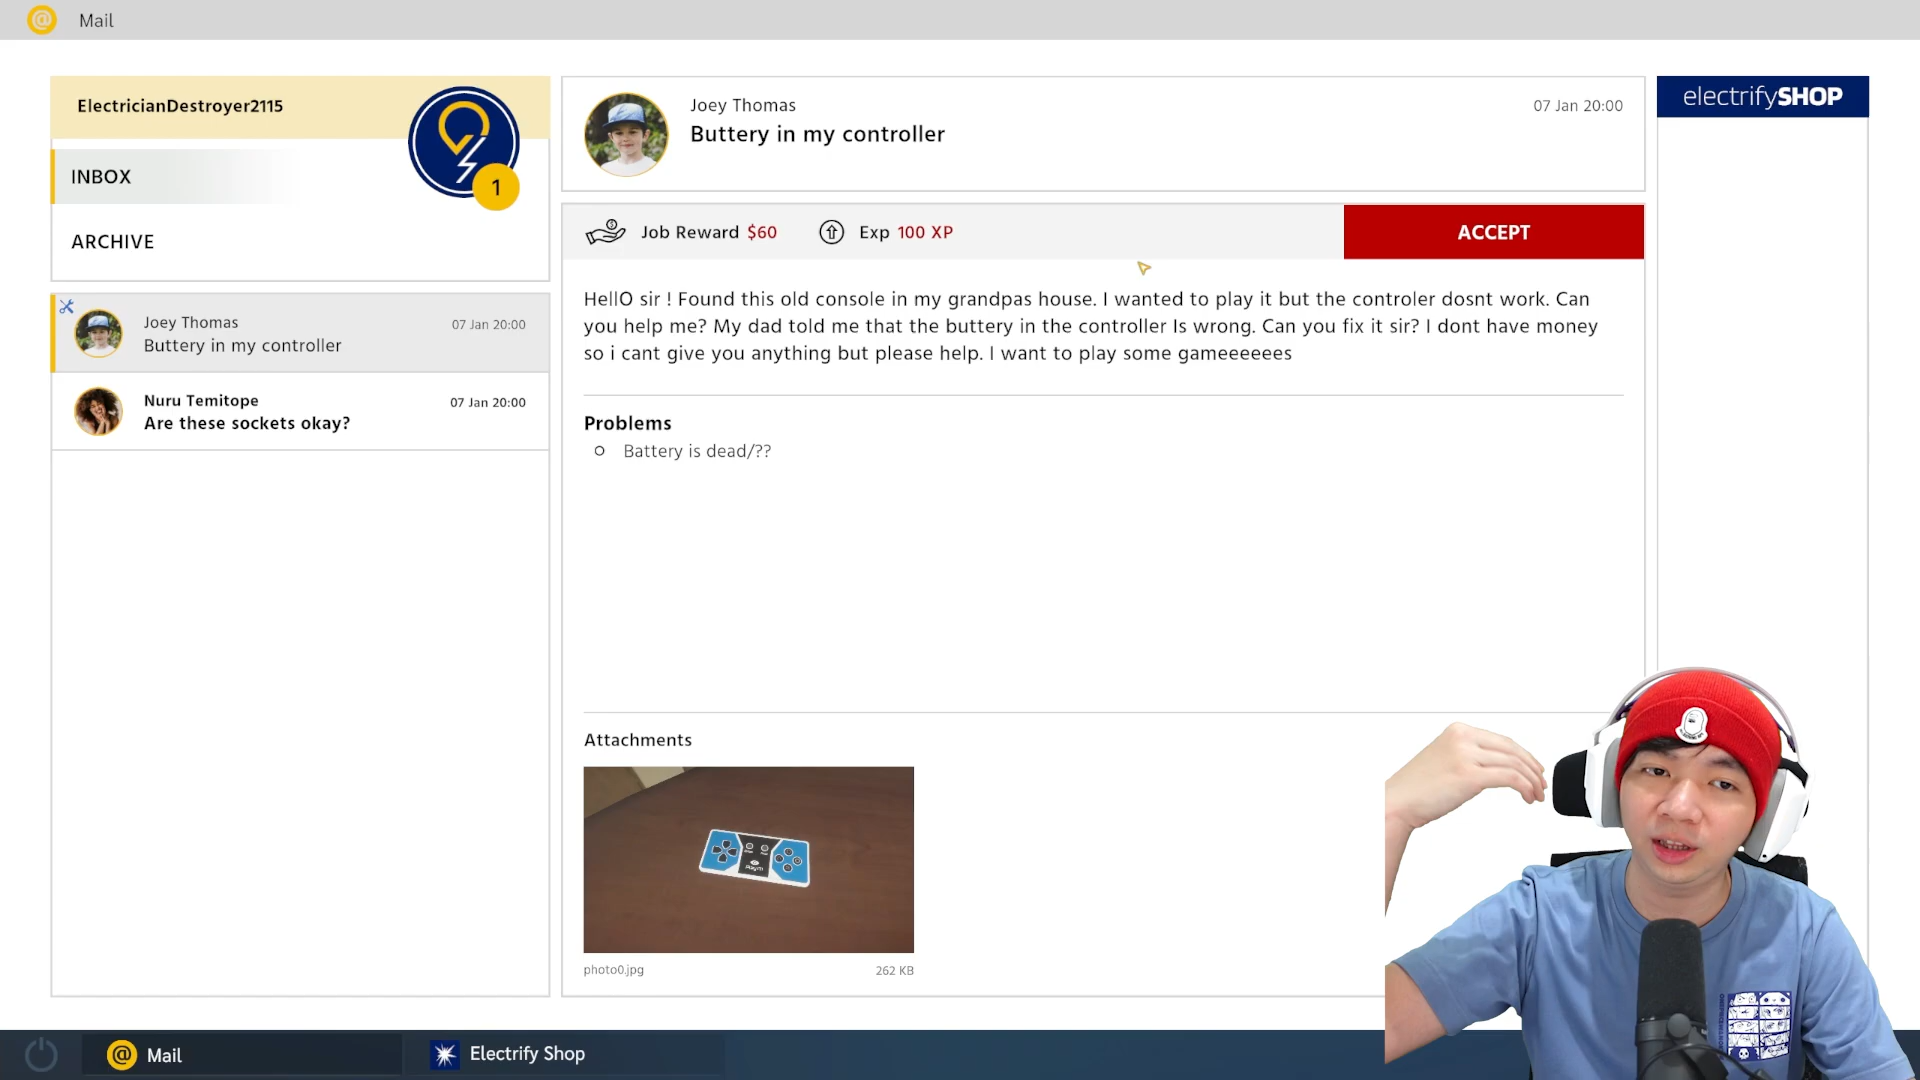 Mail
ElectricianDestroyer2115
1
INBOX
ARCHIVE
Joey Thomas
07 Jan 20:00
Buttery in my controller
Nuru Temitope
07 Jan 20:00
Are these sockets okay?
Joey Thomas
07 Jan 20:00
Buttery in my controller
Job Reward $60
Exp 100 XP
ACCEPT
HellO sir ! Found this old console in my grandpas house. I wanted to play it but the controler dosnt work. Can
you help me? My dad told me that the buttery in the controller Is wrong. Can you fix it sir? I dont have money
so i cant give you anything but please help. I want to play some gameeeeees
Problems
Battery is dead/??
Attachments
photo0.jpg
262 KB
electrifySHOP
Mail
Electrify Shop